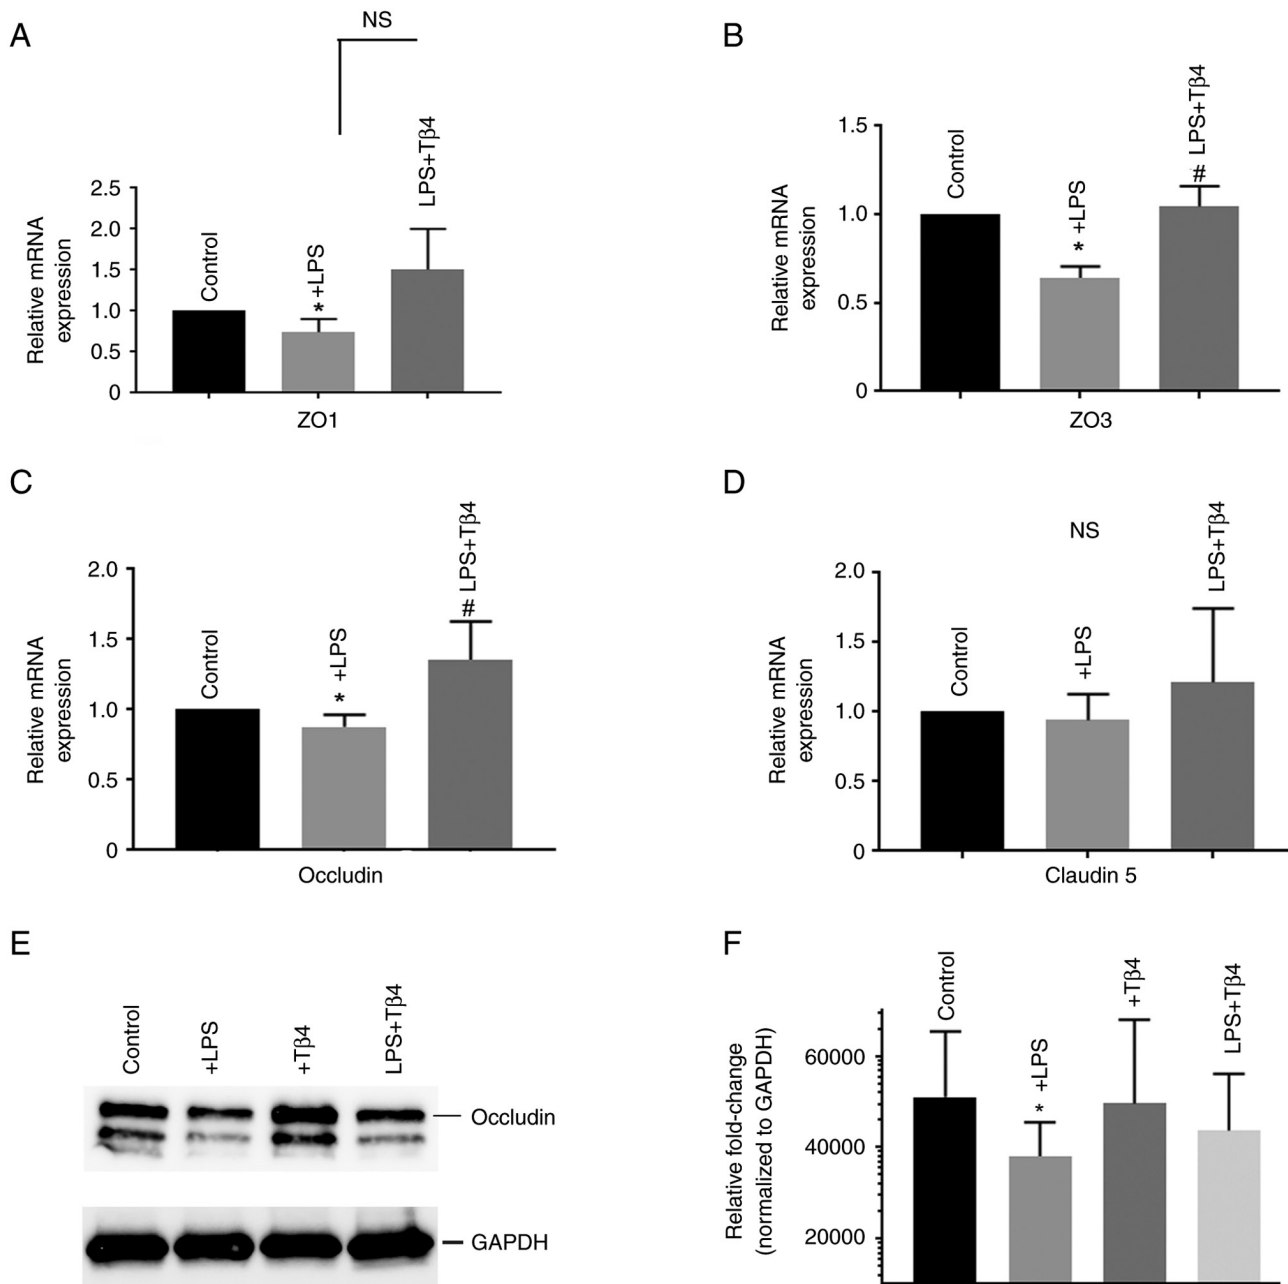 A
NS
Relative mRNA
expression
2.5
2.0
1.5
1.0
0.5
0
Control
* +LPS
LPS+Tβ4
ZO1
B
Relative mRNA
expression
1.5
1.0
0.5
0
Control
* +LPS
# LPS+Tβ4
ZO3
C
Relative mRNA
expression
2.0
1.5
1.0
0.5
0
Control
* +LPS
# LPS+Tβ4
Occludin
D
NS
Relative mRNA
expression
2.0
1.5
1.0
0.5
0
Control
+LPS
LPS+Tβ4
Claudin 5
E
Control
+LPS
+Tβ4
LPS+Tβ4
Occludin
GAPDH
F
Relative fold-change
(normalized to GAPDH)
60000
40000
20000
Control
* +LPS
+Tβ4
LPS+Tβ4